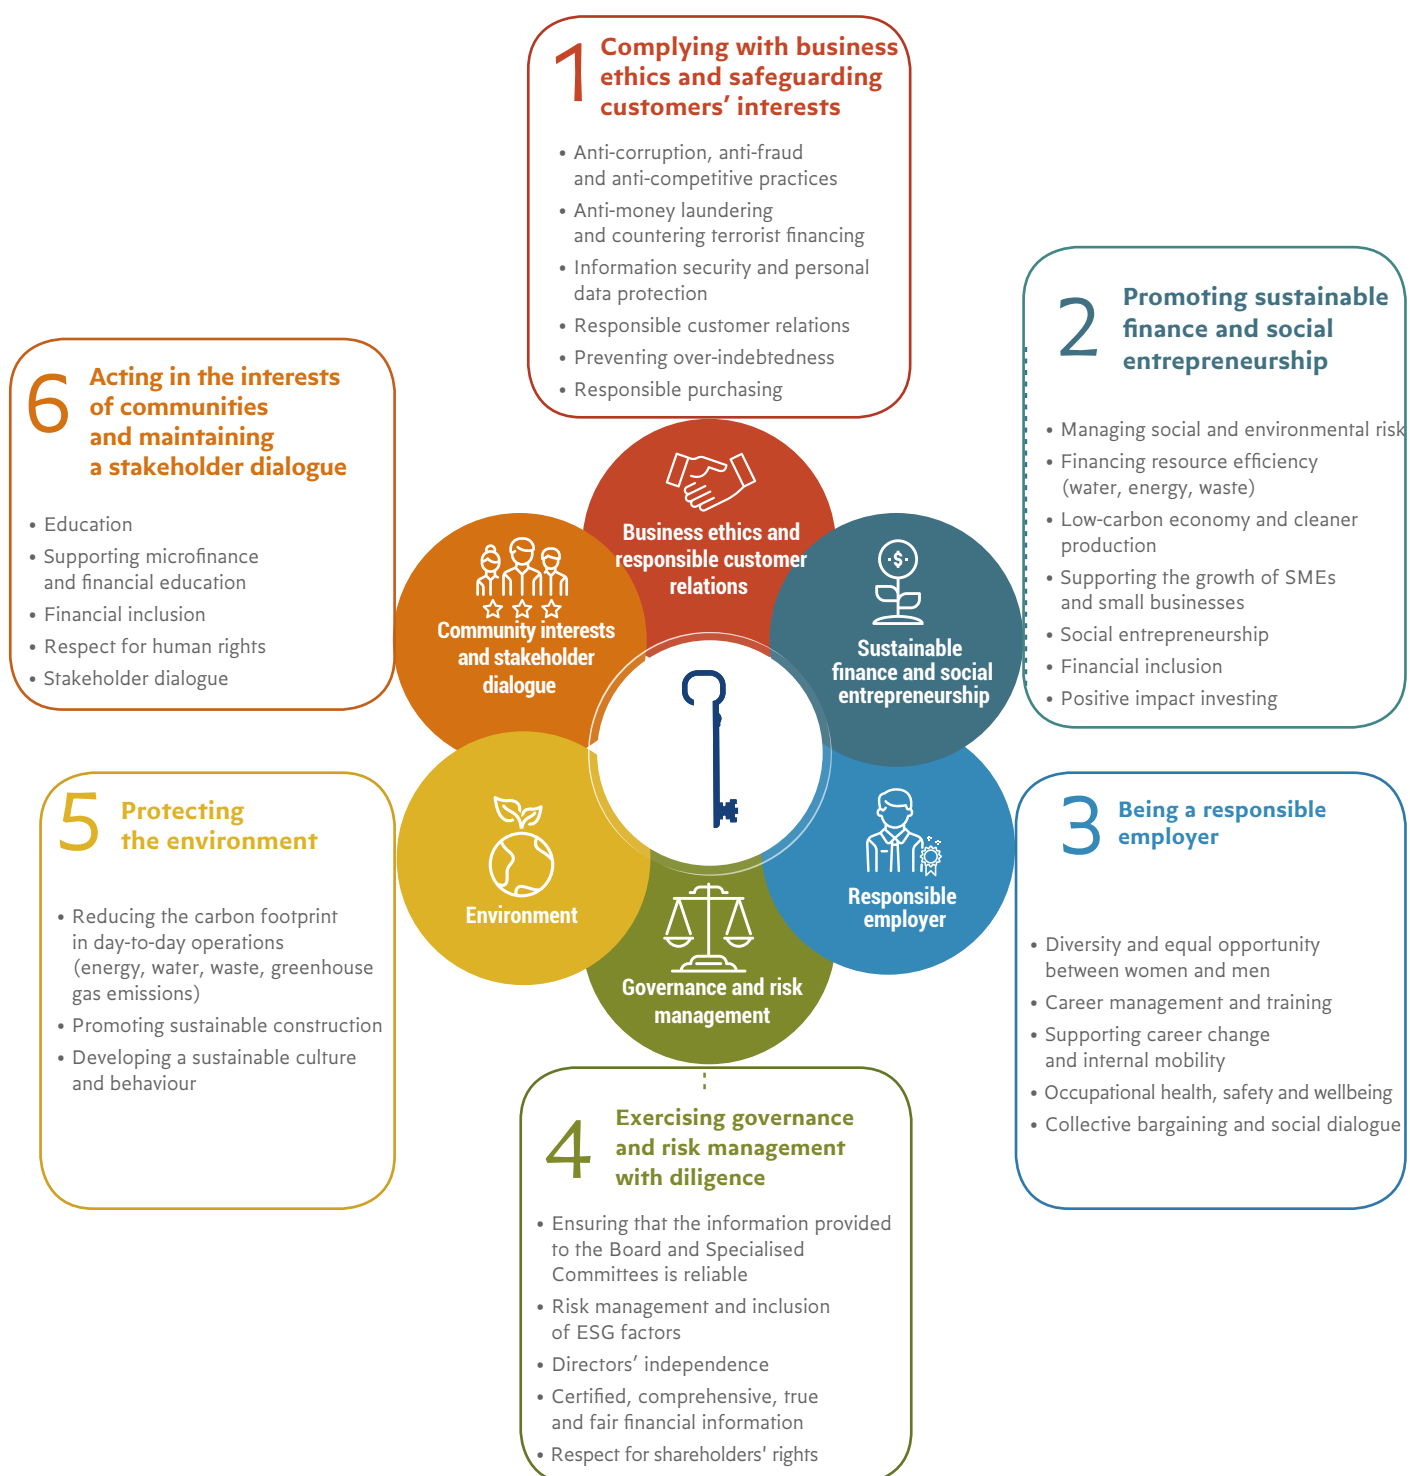 1
Complying with business
ethics and safeguarding
customers’ interests
• Anti-corruption, anti-fraud
and anti-competitive practices
• Anti-money laundering
and countering terrorist financing
• Information security and personal
data protection
• Responsible customer relations
• Preventing over-indebtedness
• Responsible purchasing
2
Promoting sustainable
finance and social
entrepreneurship
• Managing social and environmental risk
• Financing resource efficiency
(water, energy, waste)
• Low-carbon economy and cleaner
production
• Supporting the growth of SMEs
and small businesses
• Social entrepreneurship
• Financial inclusion
• Positive impact investing
3
Being a responsible
employer
• Diversity and equal opportunity
between women and men
• Career management and training
• Supporting career change
and internal mobility
• Occupational health, safety and wellbeing
• Collective bargaining and social dialogue
4
Exercising governance
and risk management
with diligence
• Ensuring that the information provided
to the Board and Specialised
Committees is reliable
• Risk management and inclusion
of ESG factors
• Directors’ independence
• Certified, comprehensive, true
and fair financial information
• Respect for shareholders' rights
5
Protecting
the environment
• Reducing the carbon footprint
in day-to-day operations
(energy, water, waste, greenhouse
gas emissions)
• Promoting sustainable construction
• Developing a sustainable culture
and behaviour
6
Acting in the interests
of communities
and maintaining
a stakeholder dialogue
• Education
• Supporting microfinance
and financial education
• Financial inclusion
• Respect for human rights
• Stakeholder dialogue
Business ethics and
responsible customer
relations
$
Sustainable
finance and social
entrepreneurship
Responsible
employer
Governance and risk
management
Environment
Community interests
and stakeholder
dialogue